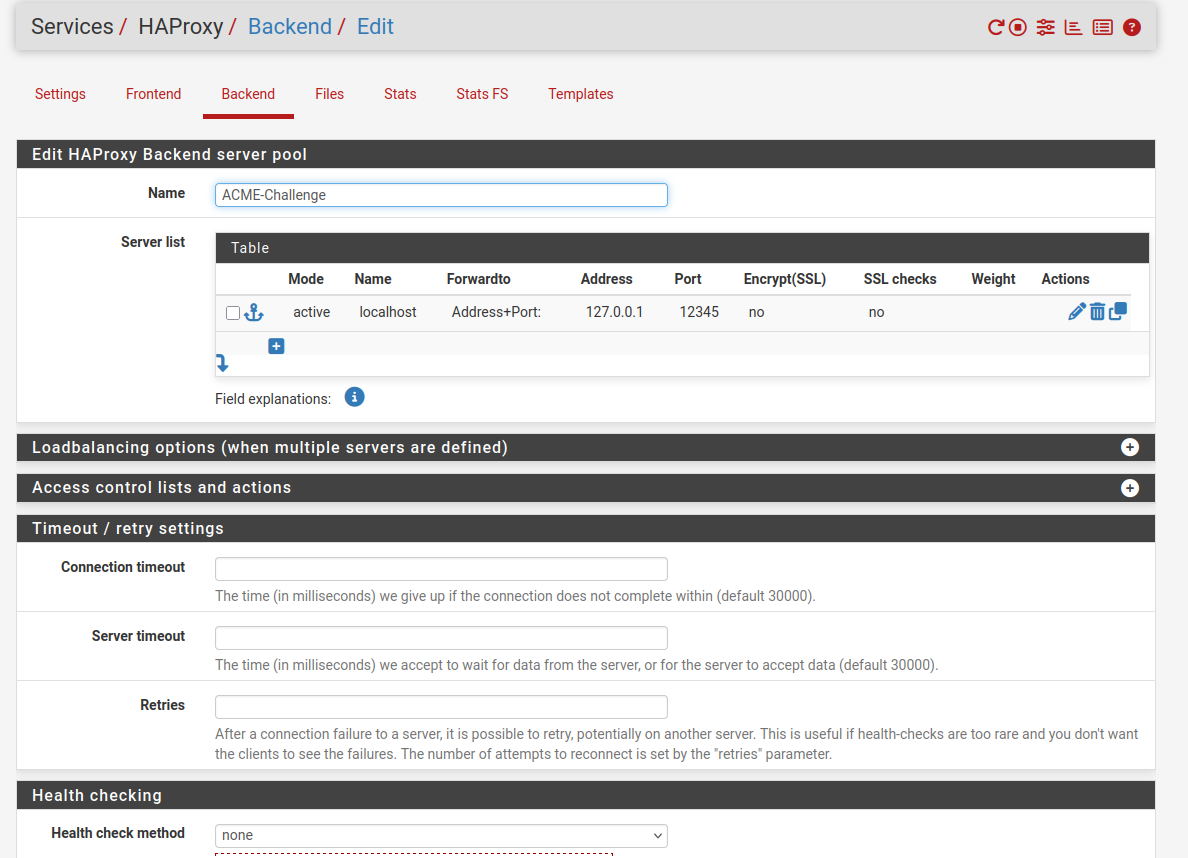 Services / HAProxy / Backend / Edit
Settings Frontend Backend Files Stats Stats FS Templates
Edit HAProxy Backend server pool
Name ACME-Challenge
Server list Table
Mode Name Forwardto Address Port Encrypt(SSL) SSL checks Weight Actions
active localhost Address+Port: 127.0.0.1 12345 no no
Field explanations:
Loadbalancing options (when multiple servers are defined)
Access control lists and actions
Timeout / retry settings
Connection timeout
The time (in milliseconds) we give up if the connection does not complete within (default 30000).
Server timeout
The time (in milliseconds) we accept to wait for data from the server, or for the server to accept data (default 30000).
Retries
After a connection failure to a server, it is possible to retry, potentially on another server. This is useful if health-checks are too rare and you don't want
the clients to see the failures. The number of attempts to reconnect is set by the "retries" parameter.
Health checking
Health check method none